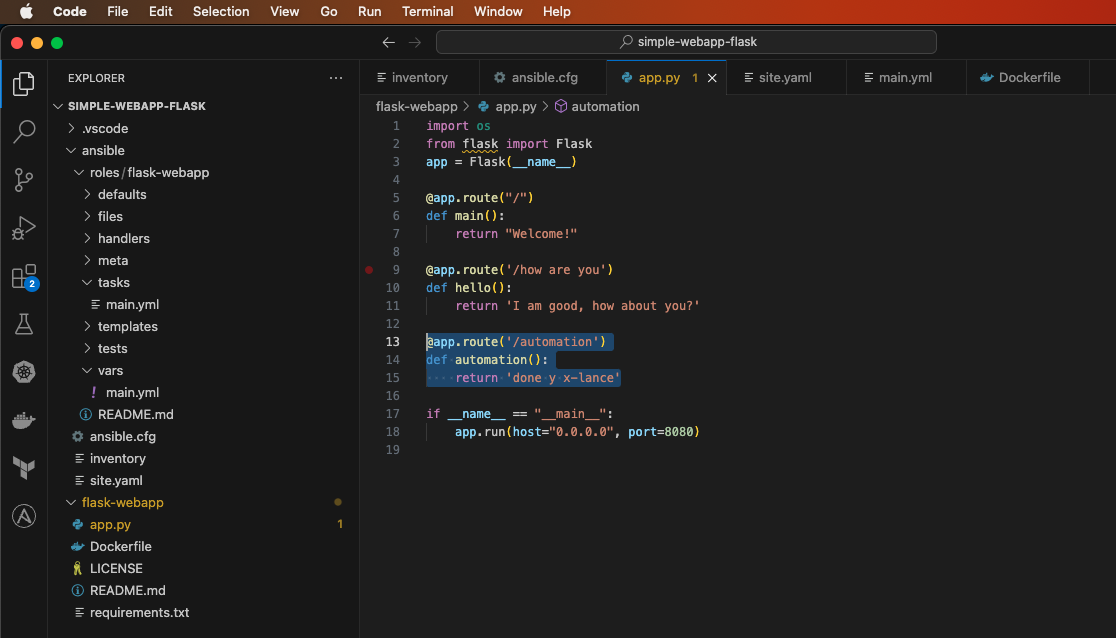 Code File Edit Selection View Go Run Terminal Window Help
simple-webapp-flask
EXPLORER
SIMPLE-WEBAPP-FLASK
.vscode
ansible
roles/flask-webapp
defaults
files
handlers
meta
tasks
main.yml
templates
tests
vars
! main.yml
README.md
ansible.cfg
inventory
site.yaml
flask-webapp
app.py 1
Dockerfile
LICENSE
README.md
requirements.txt
2
inventory ansible.cfg app.py 1 site.yaml main.yml Dockerfile
flask-webapp > app.py > automation
1 import os
2 from flask import Flask
3 app = Flask(__name__)
4
5 @app.route("/")
6 def main():
7     return "Welcome!"
8
9 @app.route('/how are you')
10 def hello():
11     return 'I am good, how about you?'
12
13 @app.route('/automation')
14 def automation():
15     return 'done y x-lance'
16
17 if __name__ == "__main__":
18     app.run(host="0.0.0.0", port=8080)
19